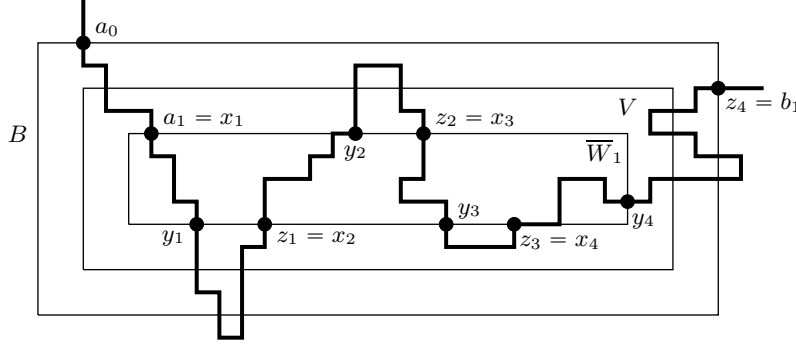 a₀
V
z₄ = b₁
a₁ = x₁
z₂ = x₃
B
y₂
W̅₁
y₃
y₁
z₁ = x₂
z₃ = x₄
y₄